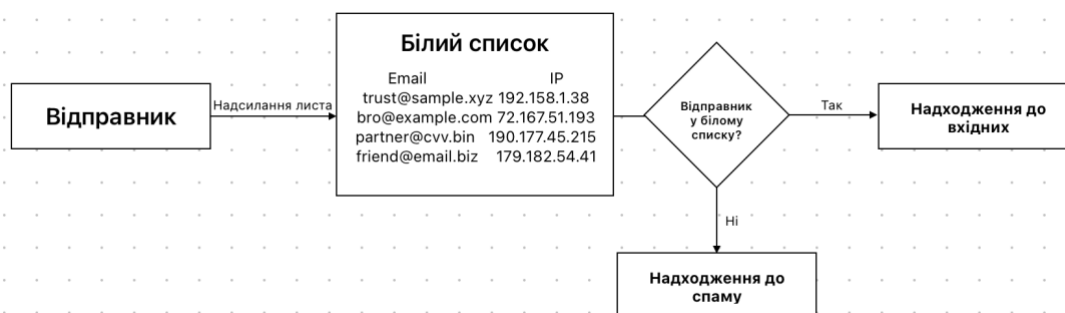 Відправник
Надсилання листа
Білий список
Email IP
trust@sample.xyz 192.158.1.38
bro@example.com 72.167.51.193
partner@cvv.bin 190.177.45.215
friend@email.biz 179.182.54.41
Відправник
у білому
списку?
Так
Надходження до
вхідних
Ні
Надходження до
спаму